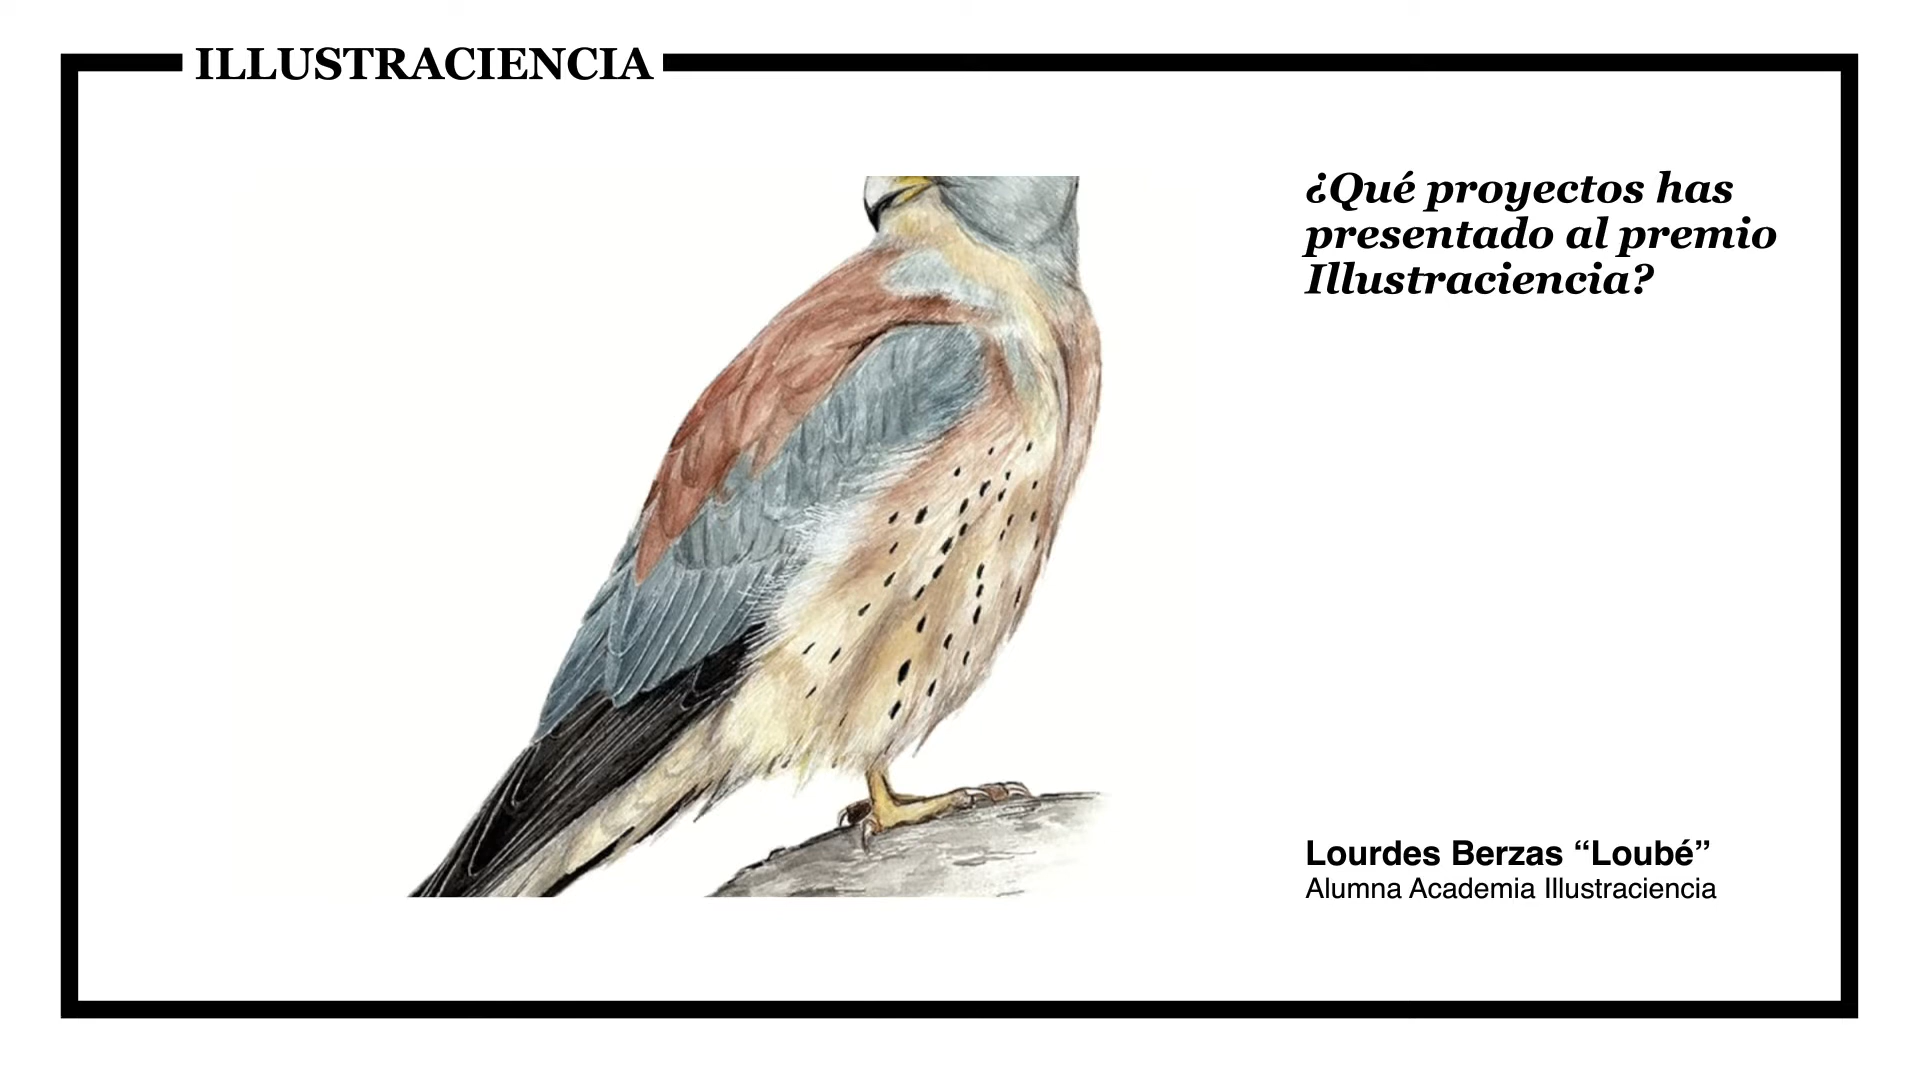 ILLUSTRACIENCIA
¿Qué proyectos has
presentado al premio
Illustraciencia?
Lourdes Berzas “Loubé”
Alumna Academia Illustraciencia